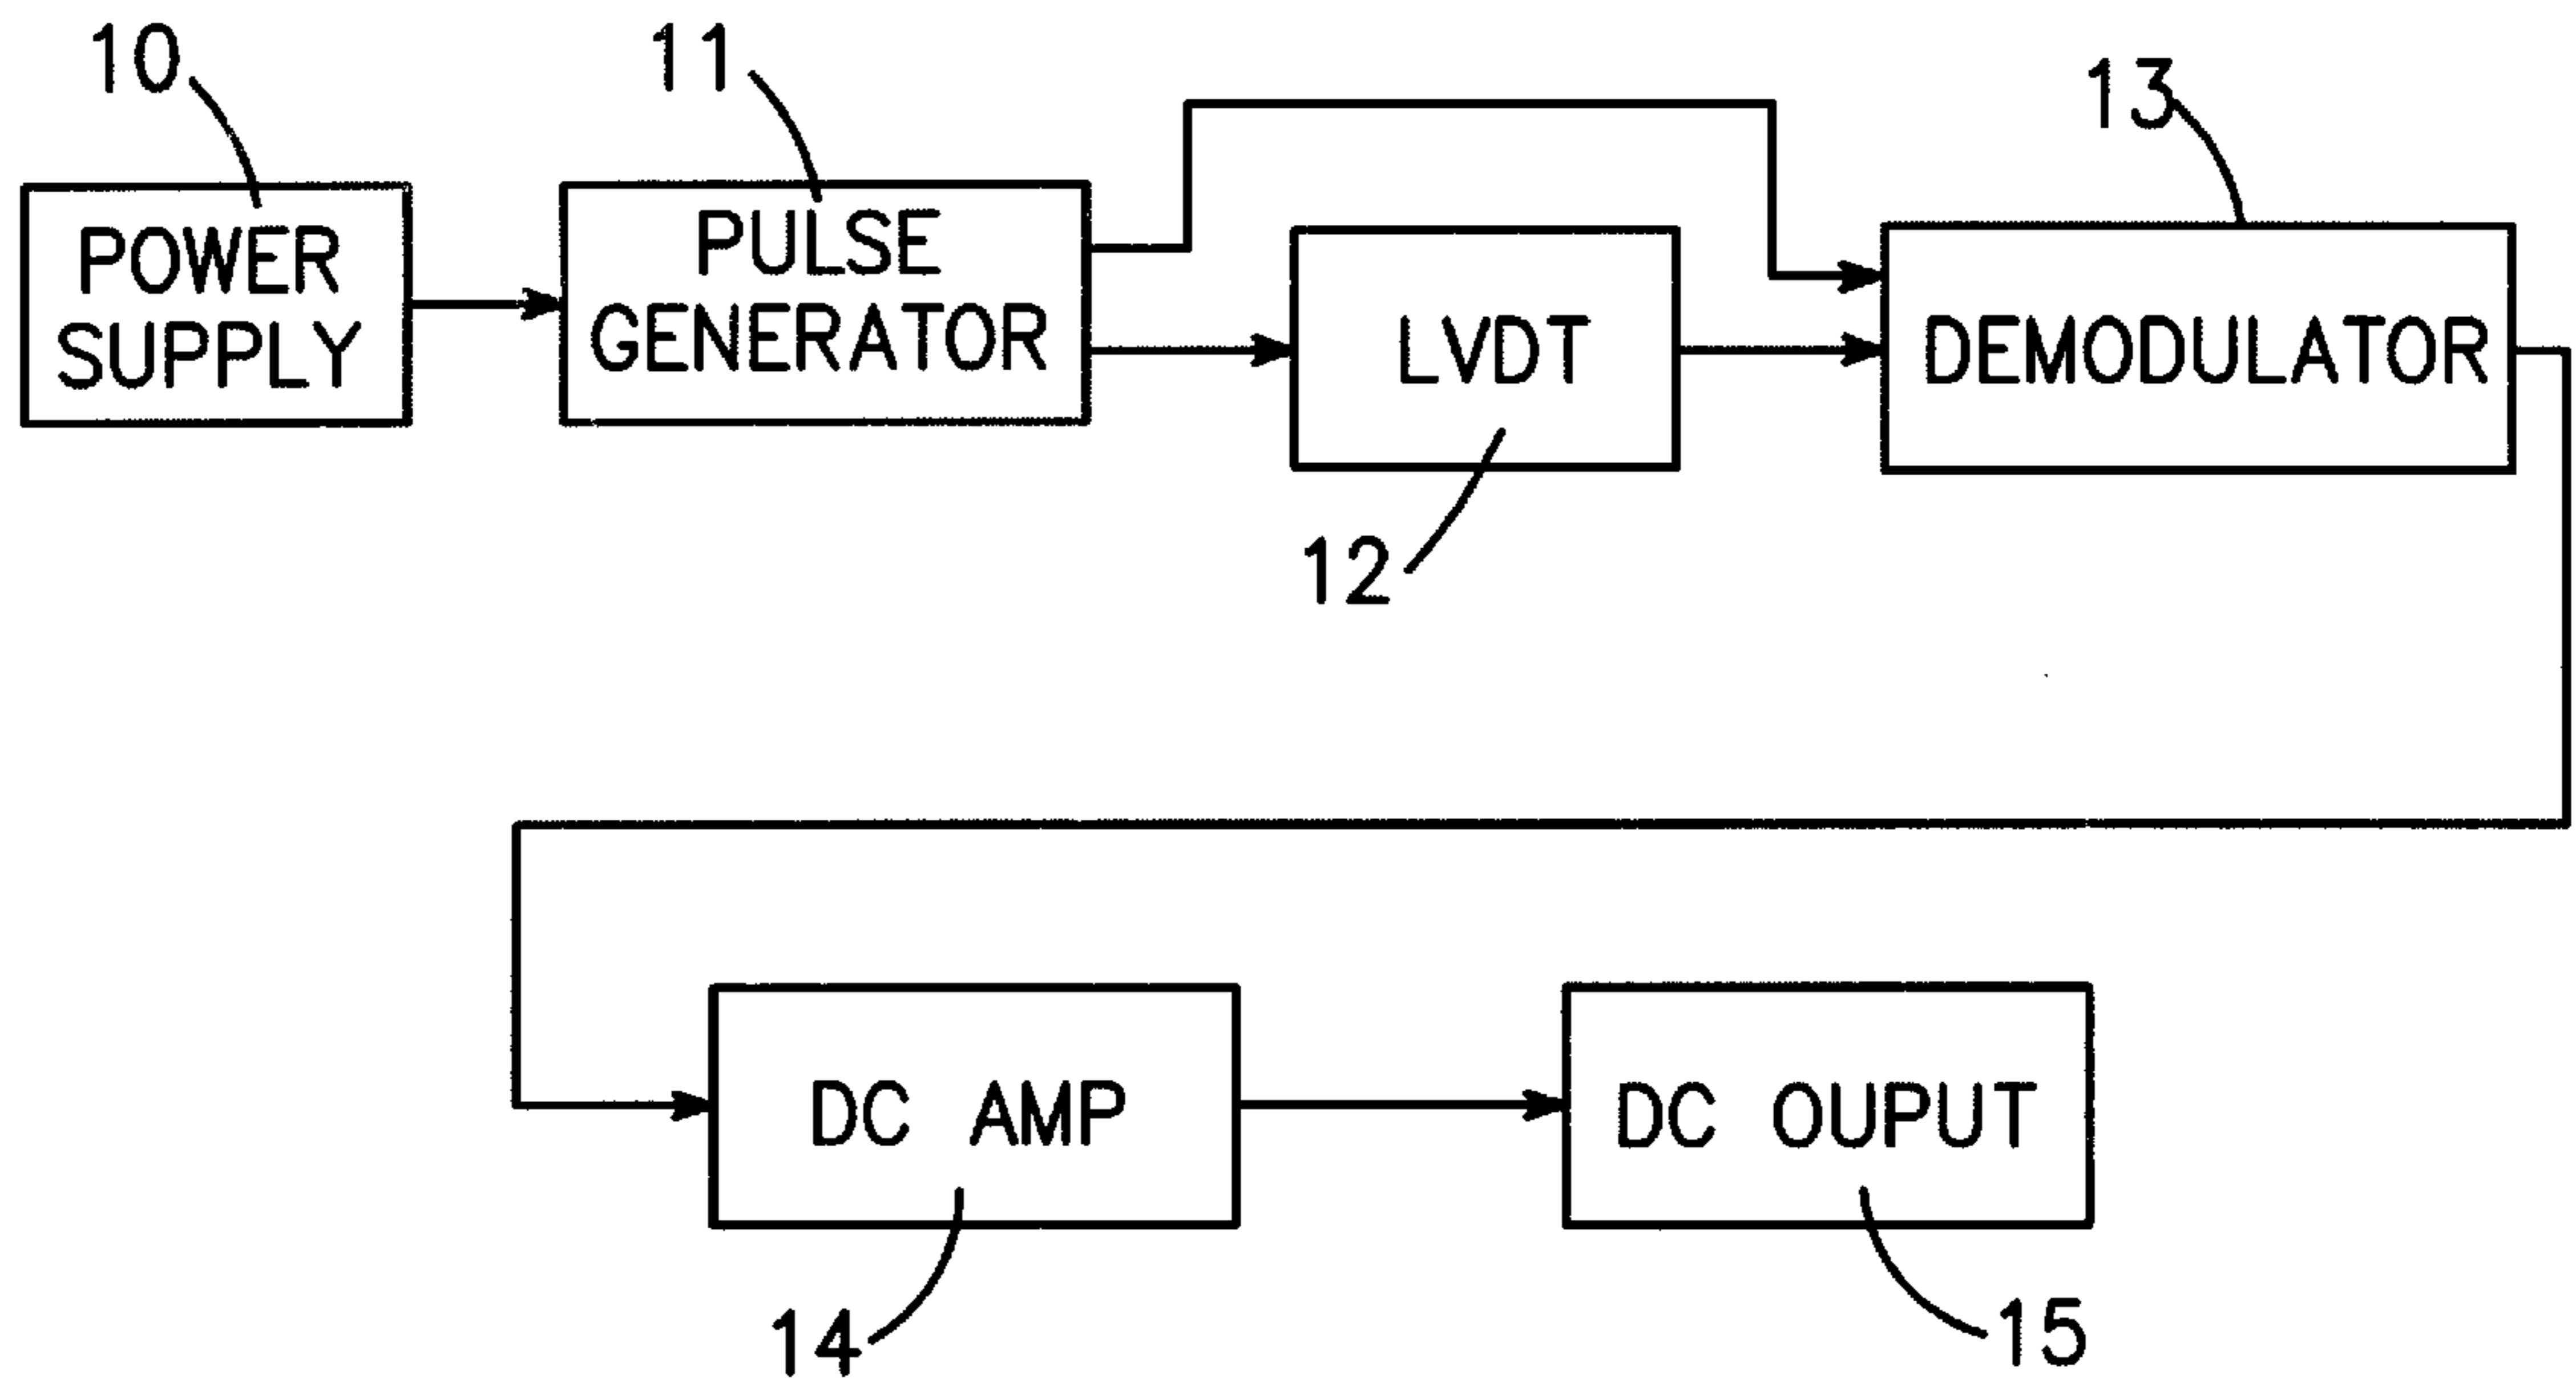 10
11
13
POWER
SUPPLY
PULSE
GENERATOR
LVDT
DEMODULATOR
12
DC AMP
DC OUPUT
14
15